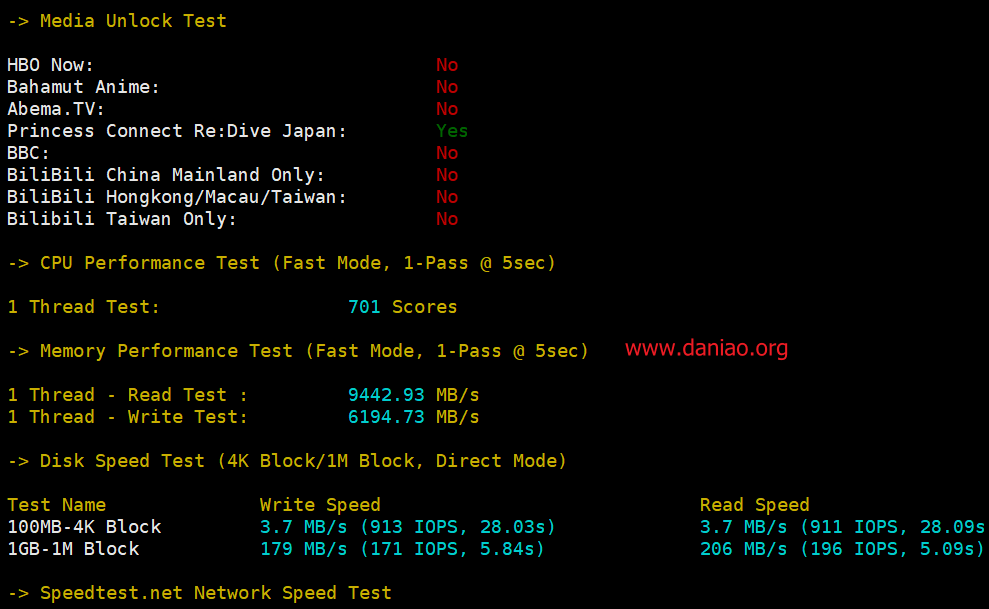 -> Media Unlock Test
HBO Now: No
Bahamut Anime: No
Abema.TV: No
Princess Connect Re:Dive Japan: Yes
BBC: No
BiliBili China Mainland Only: No
BiliBili Hongkong/Macau/Taiwan: No
Bilibili Taiwan Only: No
-> CPU Performance Test (Fast Mode, 1-Pass @ 5sec)
1 Thread Test: 701 Scores
-> Memory Performance Test (Fast Mode, 1-Pass @ 5sec) www.daniao.org
1 Thread - Read Test : 9442.93 MB/s
1 Thread - Write Test: 6194.73 MB/s
-> Disk Speed Test (4K Block/1M Block, Direct Mode)
Test Name Write Speed Read Speed
100MB-4K Block 3.7 MB/s (913 IOPS, 28.03s) 3.7 MB/s (911 IOPS, 28.09s
1GB-1M Block 179 MB/s (171 IOPS, 5.84s) 206 MB/s (196 IOPS, 5.09s)
-> Speedtest.net Network Speed Test